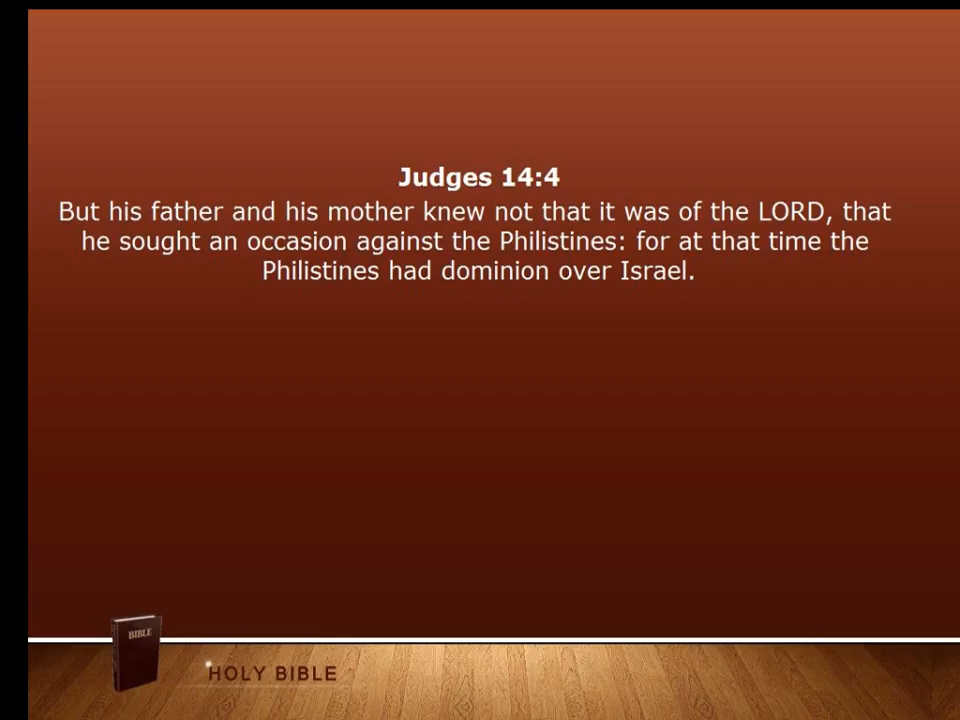 Judges 14:4
But his father and his mother knew not that it was of the LORD, that
he sought an occasion against the Philistines: for at that time the
Philistines had dominion over Israel.
BIBLE
HOLY BIBLE